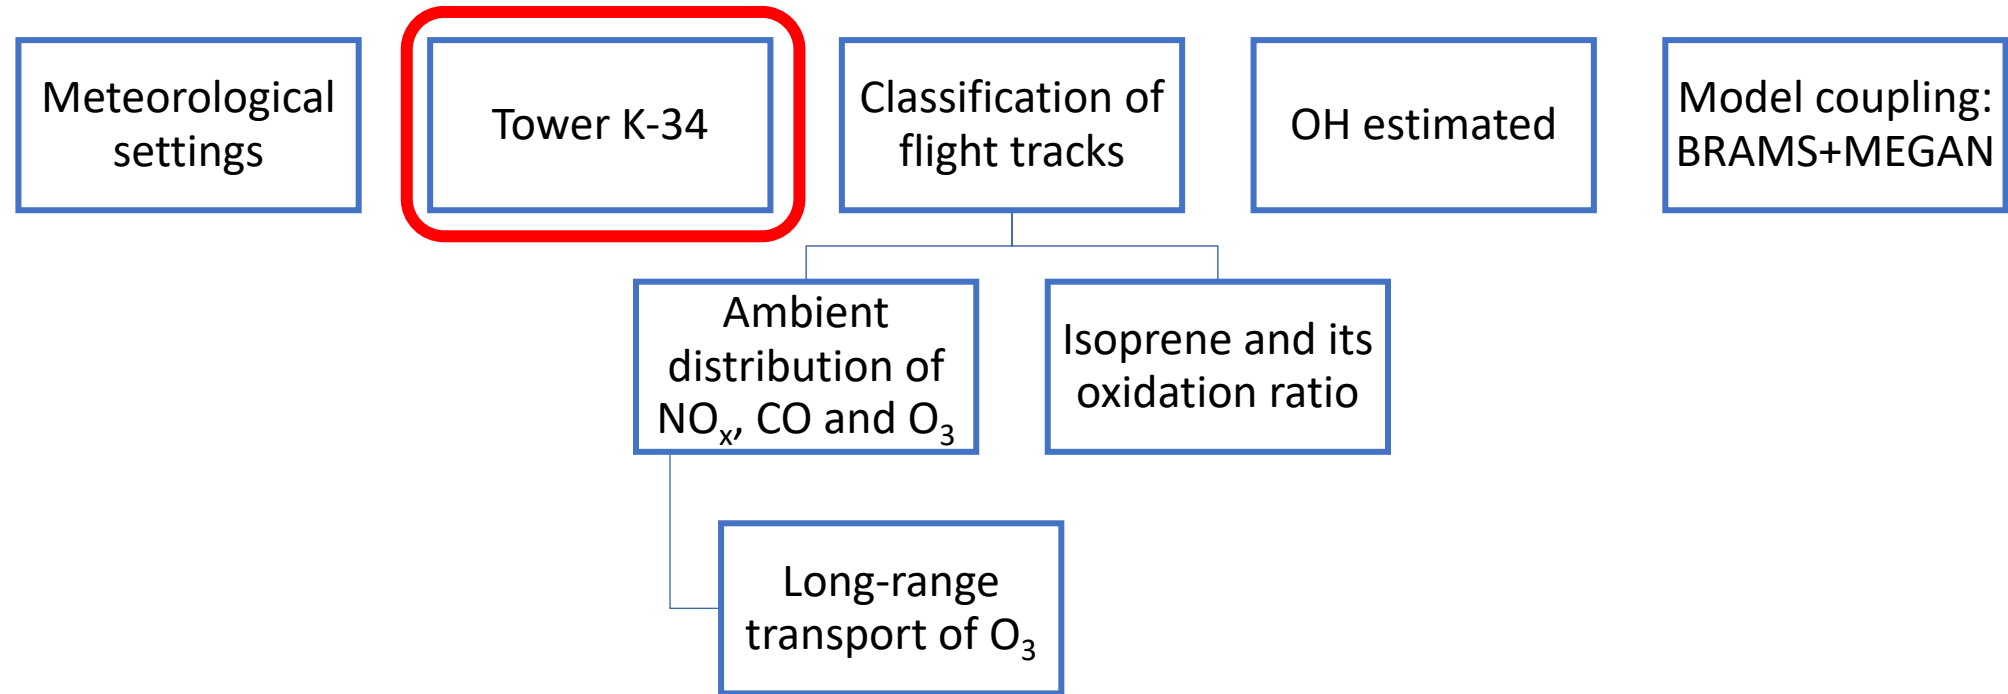 Meteorological
settings
Tower K-34
Classification of
flight tracks
OH estimated
Model coupling:
BRAMS+MEGAN
Ambient
distribution of
NOₓ, CO and O₃
Isoprene and its
oxidation ratio
Long-range
transport of O₃